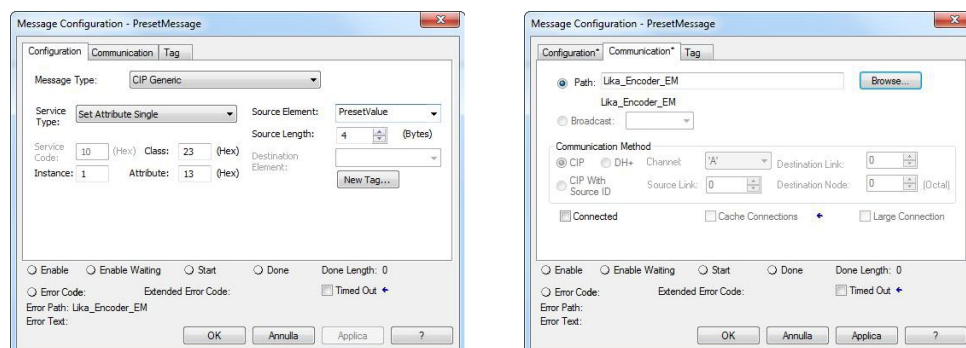 Message Configuration - PresetMessage
Configuration Communication Tag
Message Type: CIP Generic
Service Type: Set Attribute Single Source Element: PresetValue
Source Length: 4 (Bytes)
Service Code: 10 (Hex) Class: 23 (Hex) Destination Element:
Instance: 1 Attribute: 13 (Hex) New Tag...
Enable Enable Waiting Start Done Done Length: 0
Error Code: Extended Error Code: Timed Out
Error Path: Lika_Encoder_EM
Error Text:
OK Annulla Applica ?
Message Configuration - PresetMessage
Configuration* Communication* Tag
Path: Lika_Encoder_EM Browse...
Lika_Encoder_EM
Broadcast:
Communication Method
CIP DH+ Channel: 'A' Destination Link: 0
CIP With Source ID Source Link: 0 Destination Node: 0 (Octal)
Connected Cache Connections Large Connection
Enable Enable Waiting Start Done Done Length: 0
Error Code: Extended Error Code: Timed Out
Error Path:
Error Text:
OK Annulla Applica ?